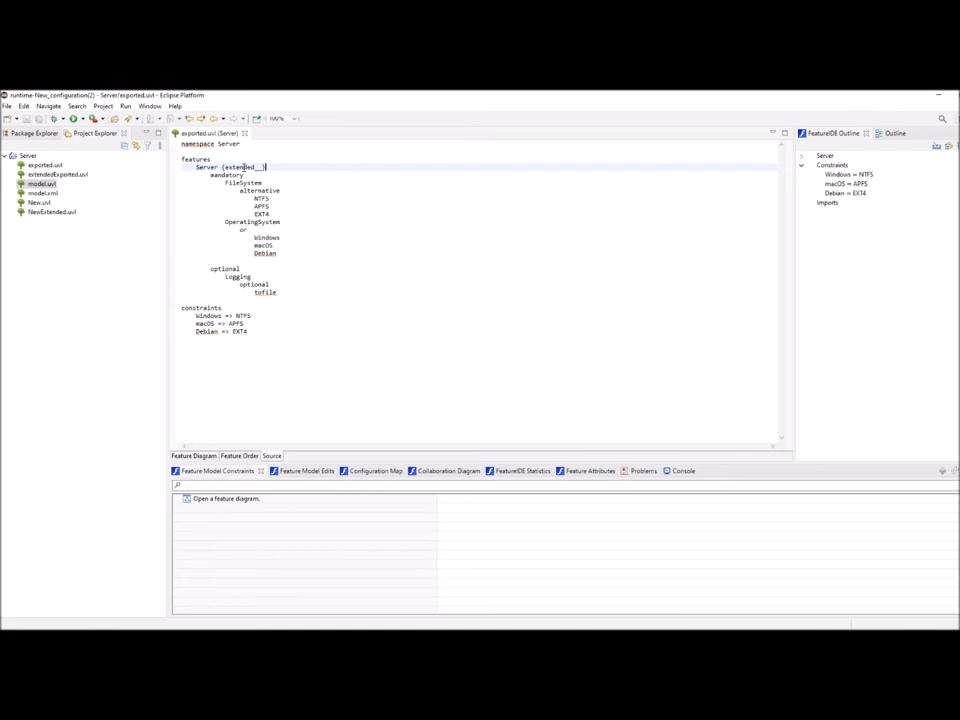 runtime-New_configuration(2) - Server/exported.uvl - Eclipse Platform
File Edit Navigate Search Project Run Window Help
100%
Package Explorer Project Explorer
Server
exported.uvl
extendedExported.uvl
model.uvl
model.xml
New.uvl
NewExtended.uvl
exported.uvl (Server)
namespace Server
features
Server {extended__}
mandatory
FileSystem
alternative
NTFS
APFS
EXT4
OperatingSystem
or
Windows
macOS
Debian
optional
Logging
optional
tofile
constraints
Windows => NTFS
macOS => APFS
Debian => EXT4
Feature Diagram Feature Order Source
FeatureIDE Outline Outline
Server
Constraints
Windows ⇒ NTFS
macOS ⇒ APFS
Debian ⇒ EXT4
Imports
Feature Model Constraints Feature Model Edits Configuration Map Collaboration Diagram FeatureIDE Statistics Feature Attributes Problems Console
Open a feature diagram.